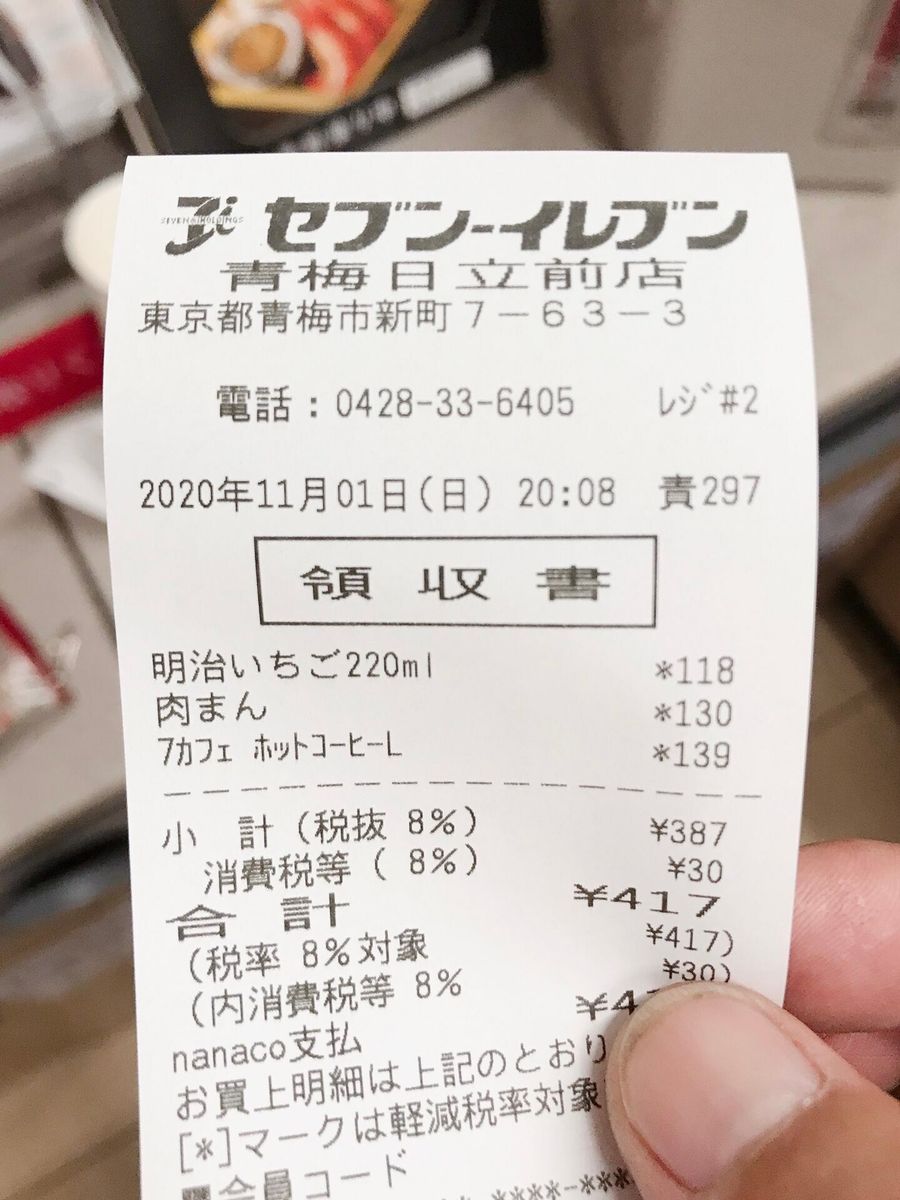 SEVEN&i HOLDINGS
セブン-イレブン
青梅日立前店
東京都青梅市新町7-63-3
電話:0428-33-6405 レジ#2
2020年11月01日(日) 20:08 責297
領収書
明治いちご220ml *118
肉まん *130
7カフェ ホットコーヒーL *139
小 計(税抜 8%) ¥387
消費税等( 8%) ¥30
合 計 ¥417
(税率 8%対象 ¥417)
(内消費税等 8% ¥30)
nanaco支払
お買上明細は上記のとおり
[*]マークは軽減税率対象
会員コード